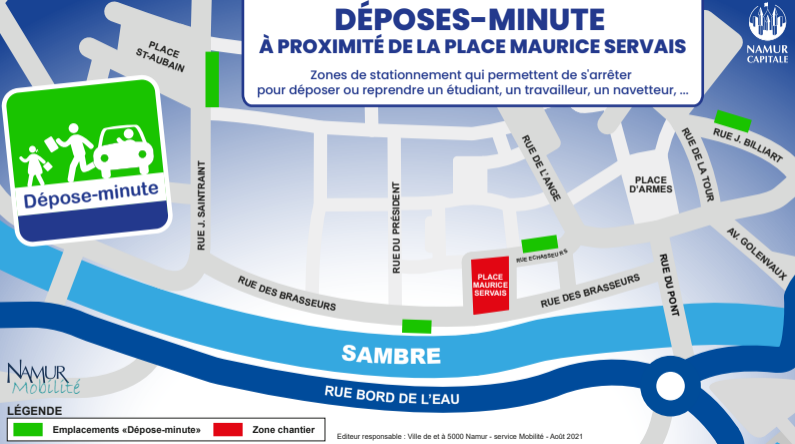 DÉPOSES-MINUTE
À PROXIMITÉ DE LA PLACE MAURICE SERVAIS
Zones de stationnement qui permettent de s'arrêter
pour déposer ou reprendre un étudiant, un travailleur, un navetteur, ...
NAMUR
CAPITALE
PLACE
ST-AUBAIN
Dépose-minute
RUE J. SAINTRAINT
RUE DU PRÉSIDENT
RUE DE L'ANGE
RUE DE LA TOUR
RUE J. BILLIART
PLACE
D'ARMES
AV. GOLENVAUX
RUE ECHASSEURS
PLACE
MAURICE
SERVAIS
RUE DES BRASSEURS
RUE DES BRASSEURS
RUE DU PONT
SAMBRE
RUE BORD DE L'EAU
NAMUR
Mobilité
LÉGENDE
Emplacements «Dépose-minute»
Zone chantier
Editeur responsable : Ville de et à 5000 Namur - service Mobilité - Août 2021